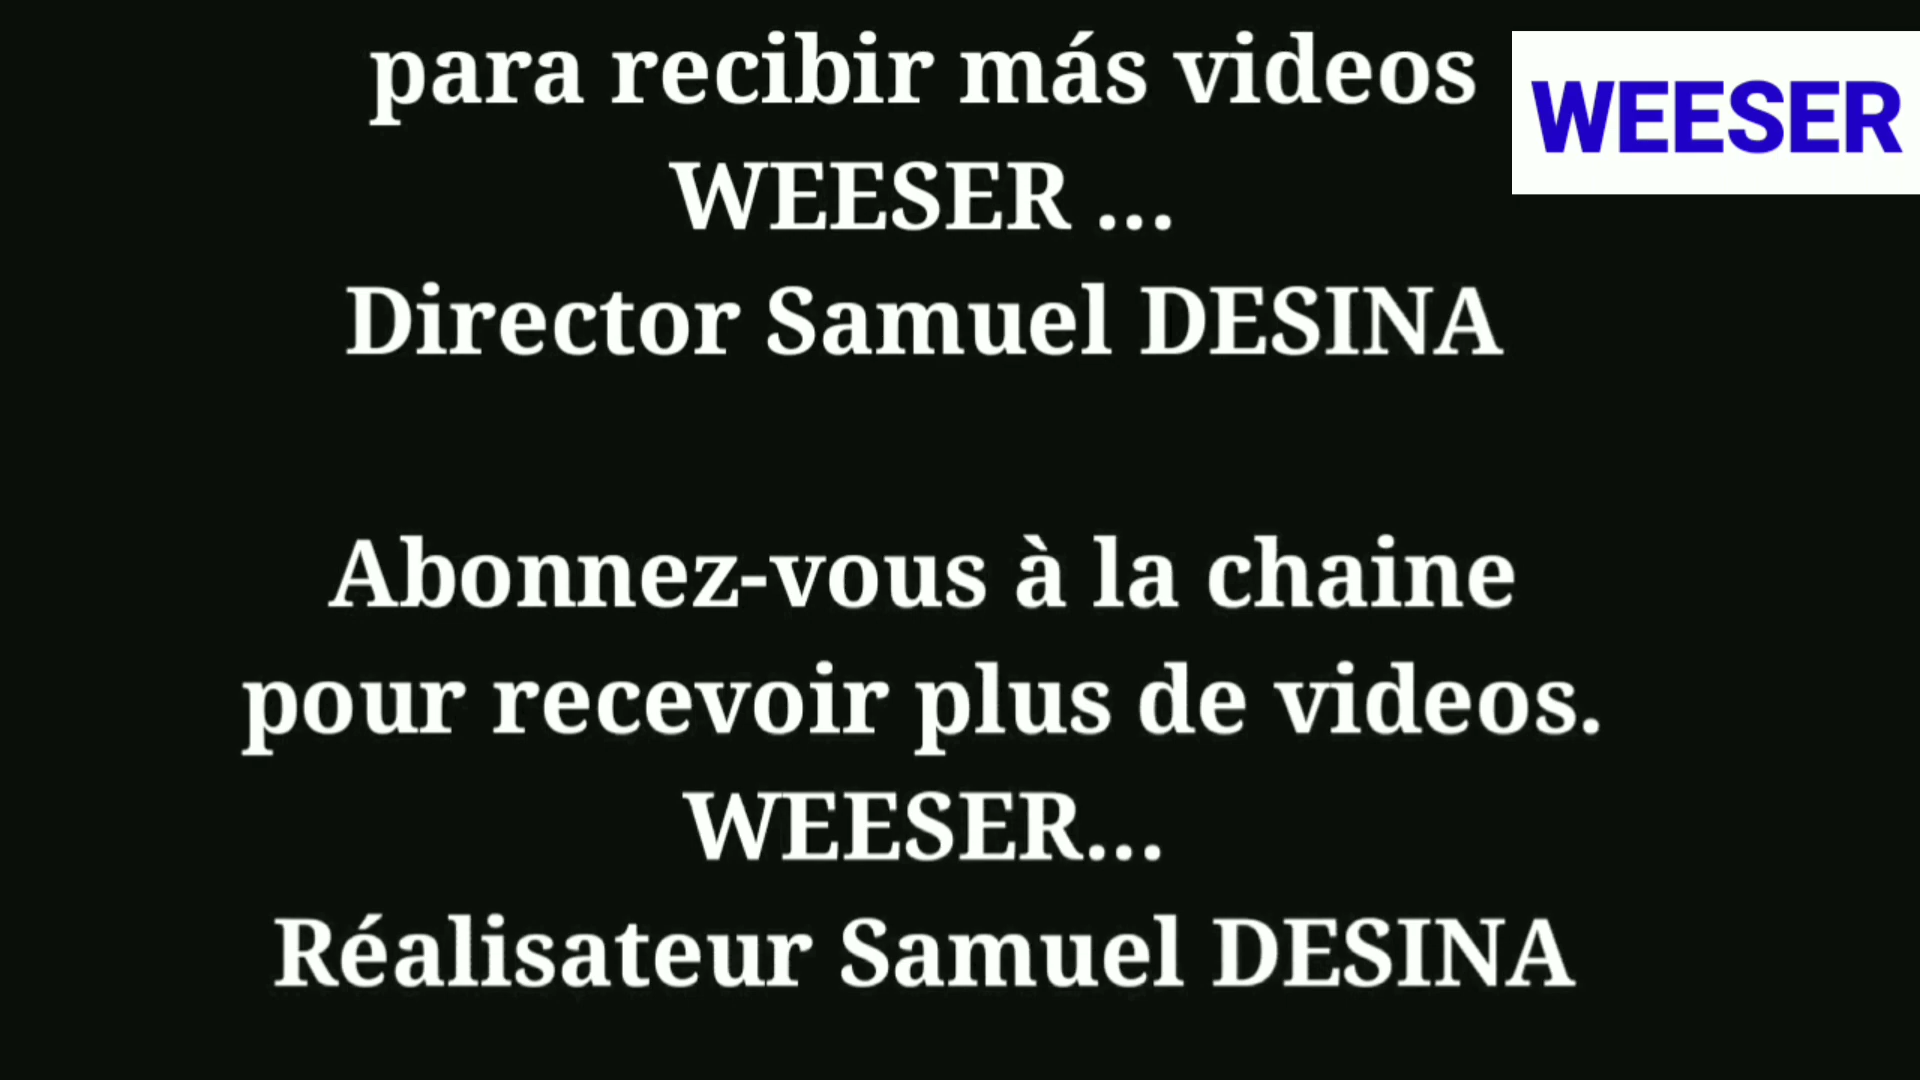 para recibir más videos
WEESER
WEESER ...
Director Samuel DESINA
Abonnez-vous à la chaine
pour recevoir plus de videos.
WEESER...
Réalisateur Samuel DESINA